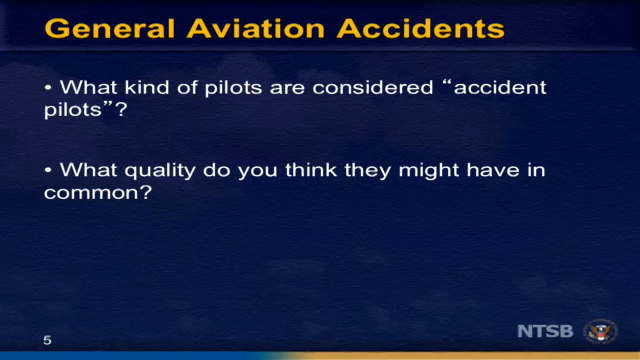 General Aviation Accidents
• What kind of pilots are considered “accident
pilots”?
• What quality do you think they might have in
common?
NTSB
5